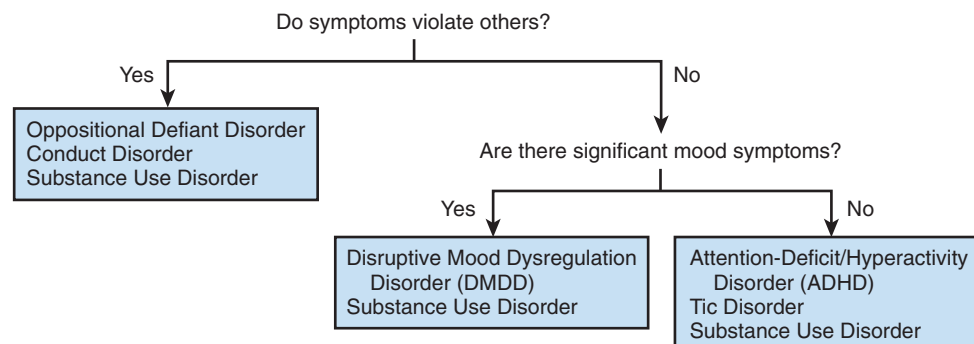 Do symptoms violate others?
Yes
No
Oppositional Defiant Disorder
Conduct Disorder
Substance Use Disorder
Are there significant mood symptoms?
Yes
No
Disruptive Mood Dysregulation
Disorder (DMDD)
Substance Use Disorder
Attention-Deficit/Hyperactivity
Disorder (ADHD)
Tic Disorder
Substance Use Disorder